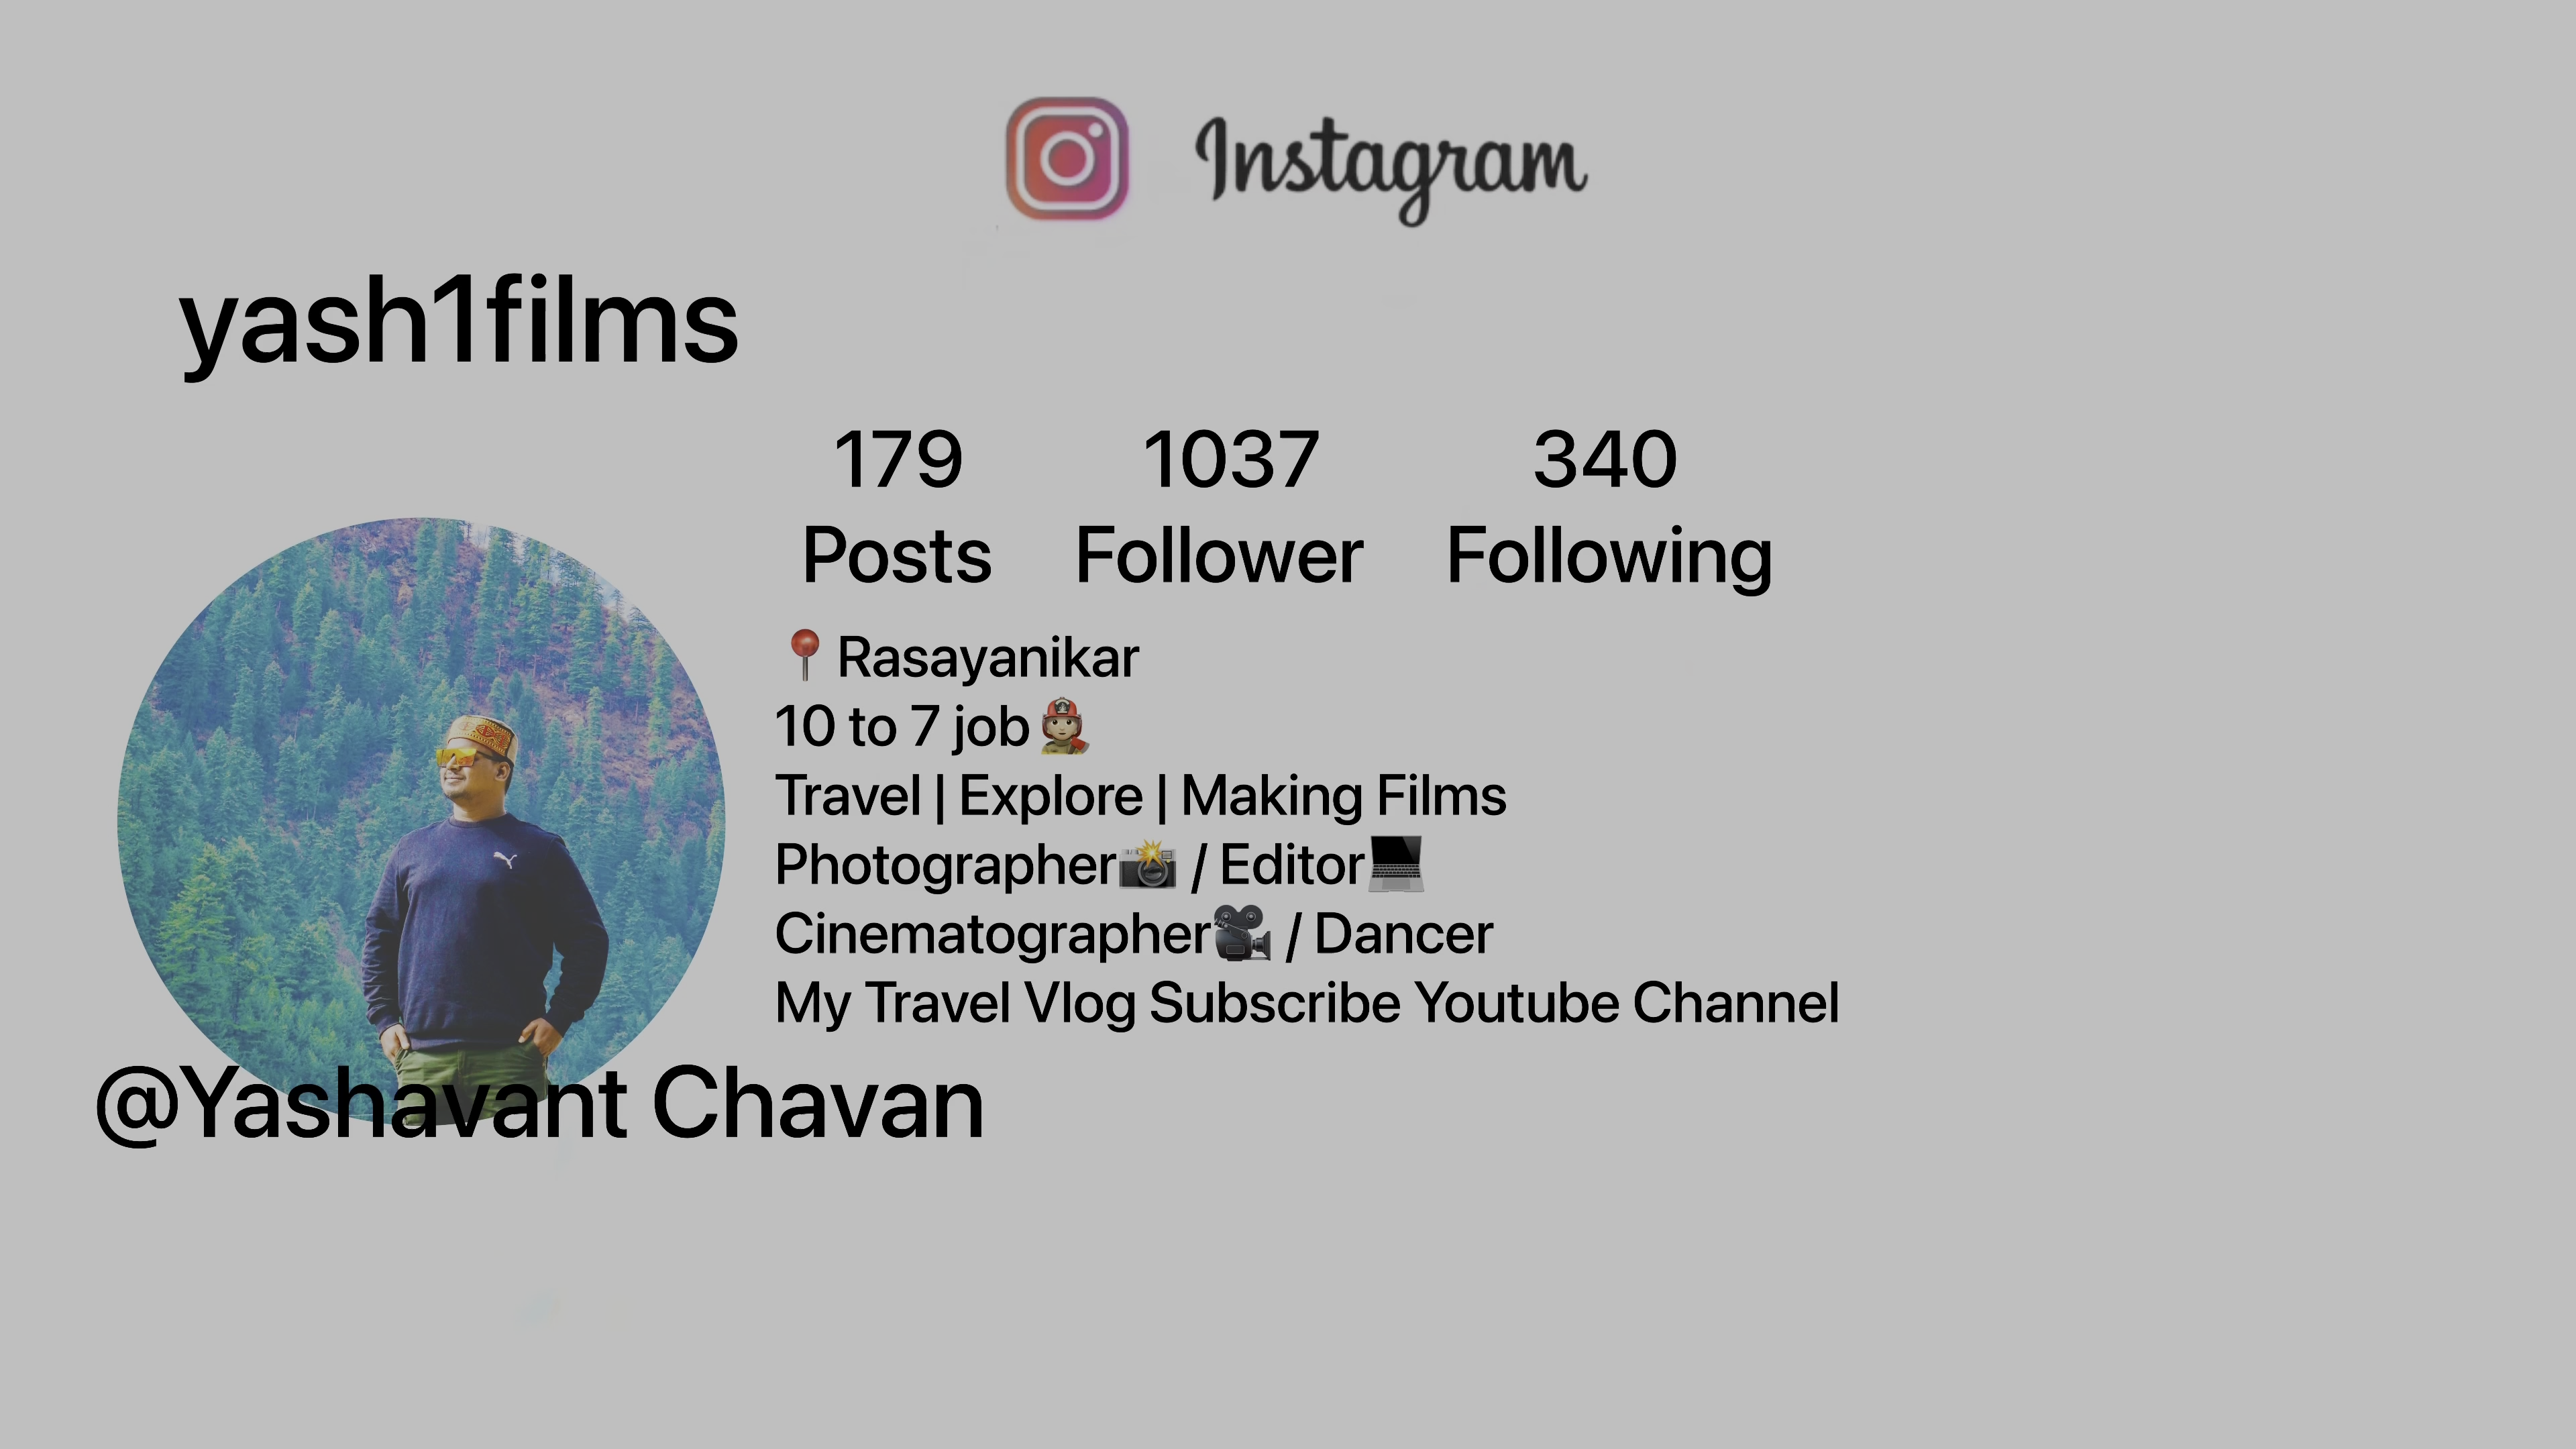 Instagram
yash1films
179 1037 340
Posts Follower Following
📍Rasayanikar
10 to 7 job🧑🏻‍🚒
Travel | Explore | Making Films
Photographer📸 / Editor💻
Cinematographer🎥 / Dancer
My Travel Vlog Subscribe Youtube Channel
@Yashavant Chavan